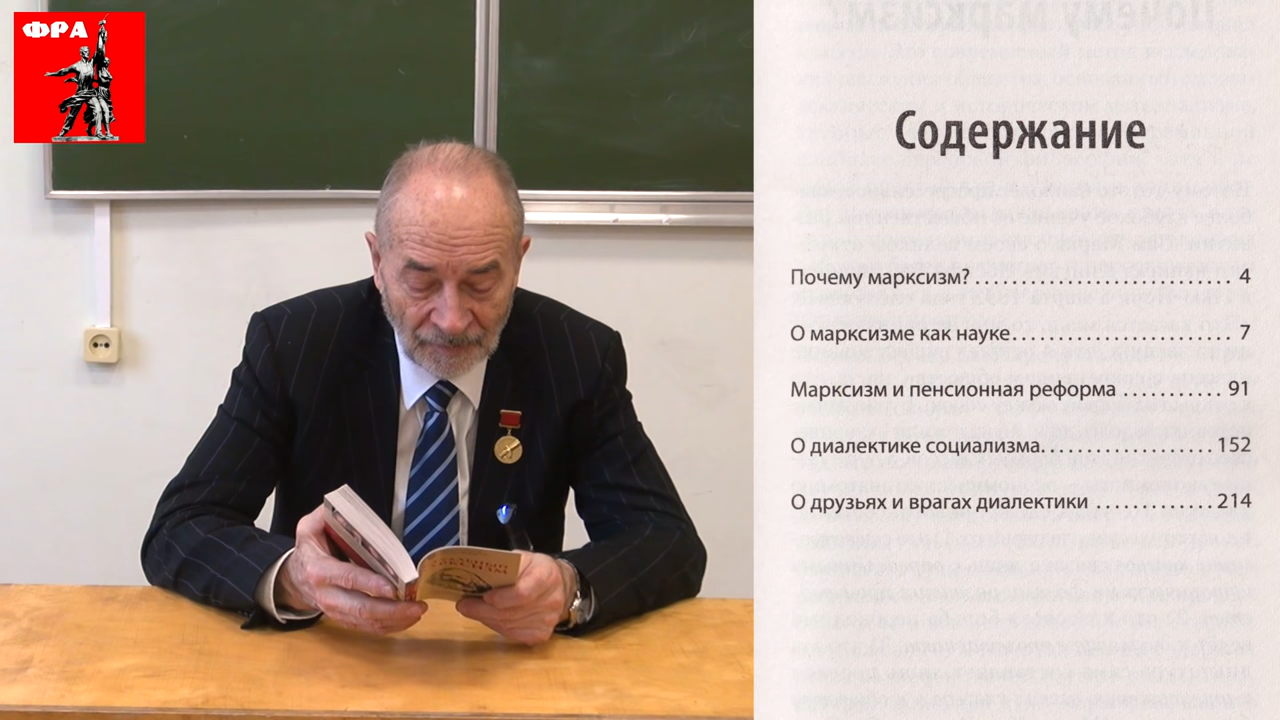 ФРА
Содержание
Почему марксизм? ............................ 4
О марксизме как науке............................ 7
Марксизм и пенсионная реформа ........... 91
О диалектике социализма......................152
О друзьях и врагах диалектики .............214